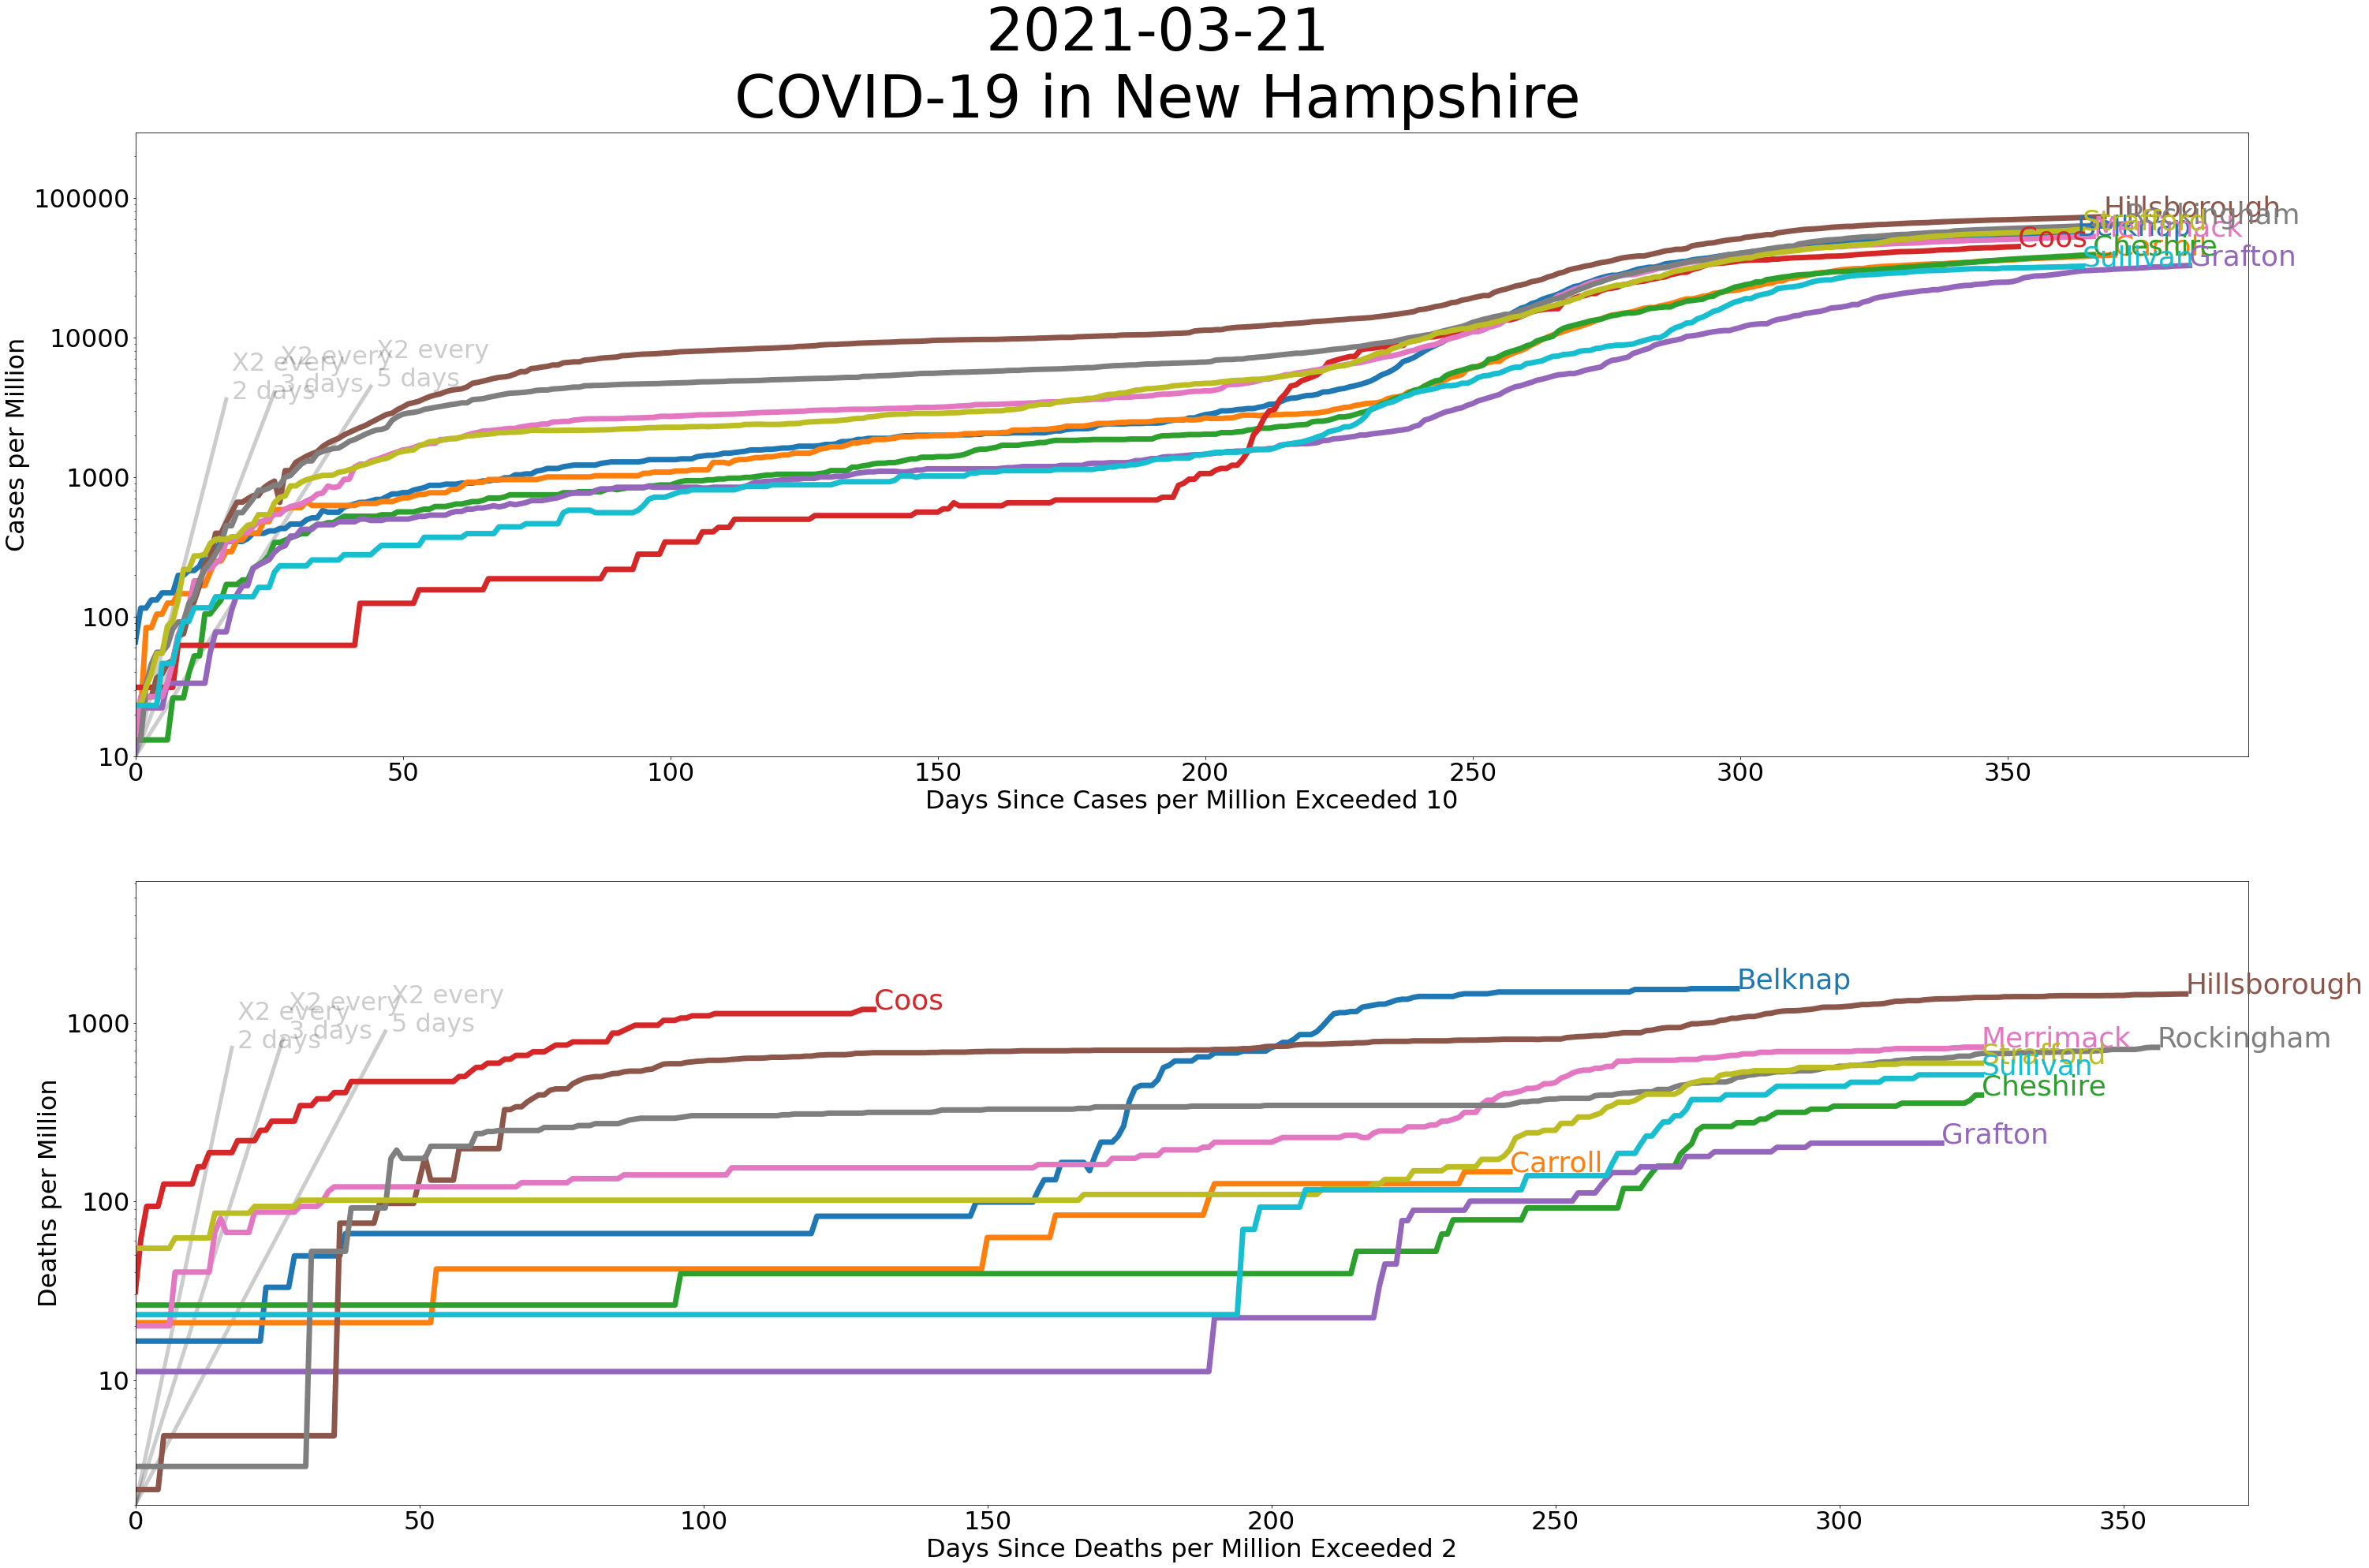 2021-03-21
COVID-19 in New Hampshire
Cases per Million
100000
10000
1000
100
10
X2 every
2 days
X2 every
3 days
X2 every
5 days
Hillsborough
Rockingham
Strafford
Belknap
Merrimack
Coos
Cheshire
Carroll
Sullivan
Grafton
0
50
100
150
200
250
300
350
Days Since Cases per Million Exceeded 10
Deaths per Million
1000
100
10
X2 every
2 days
X2 every
3 days
X2 every
5 days
Coos
Belknap
Hillsborough
Merrimack
Rockingham
Strafford
Sullivan
Cheshire
Grafton
Carroll
0
50
100
150
200
250
300
350
Days Since Deaths per Million Exceeded 2